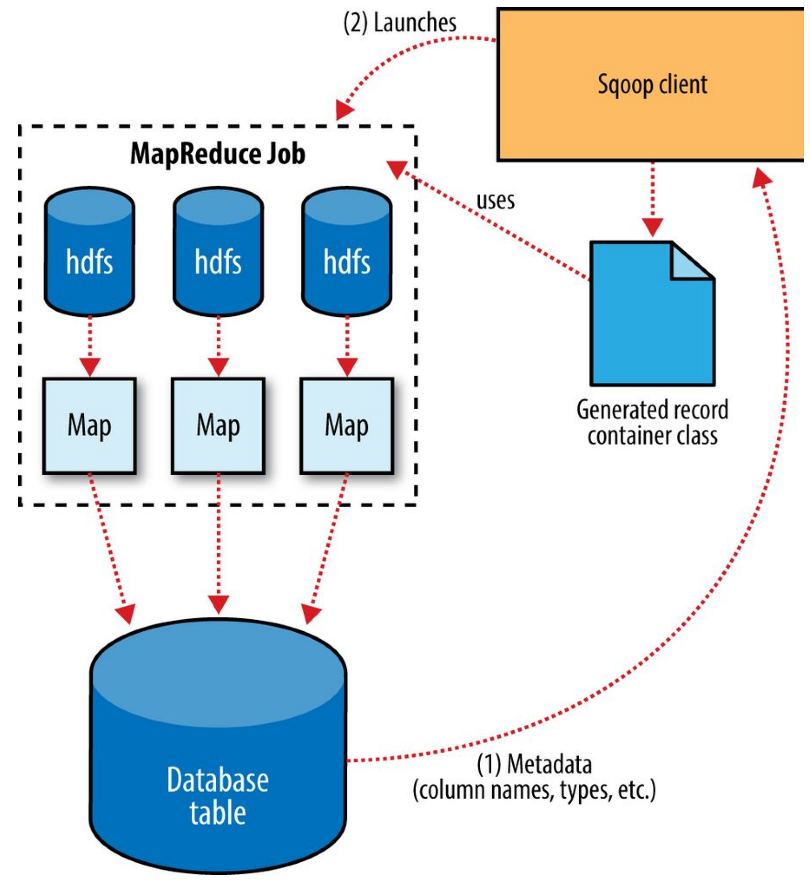 (2) Launches
Sqoop client
MapReduce Job
uses
hdfs
hdfs
hdfs
Map
Map
Map
Generated record
container class
(1) Metadata
(column names, types, etc.)
Database
table